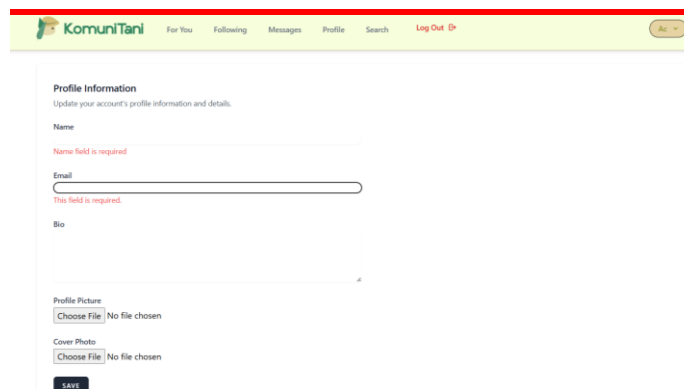 KomuniTani For You Following Messages Profile Search Log Out Ac
Profile Information
Update your account's profile information and details.
Name
Name field is required
Email
This field is required.
Bio
Profile Picture
Choose File No file chosen
Cover Photo
Choose File No file chosen
SAVE